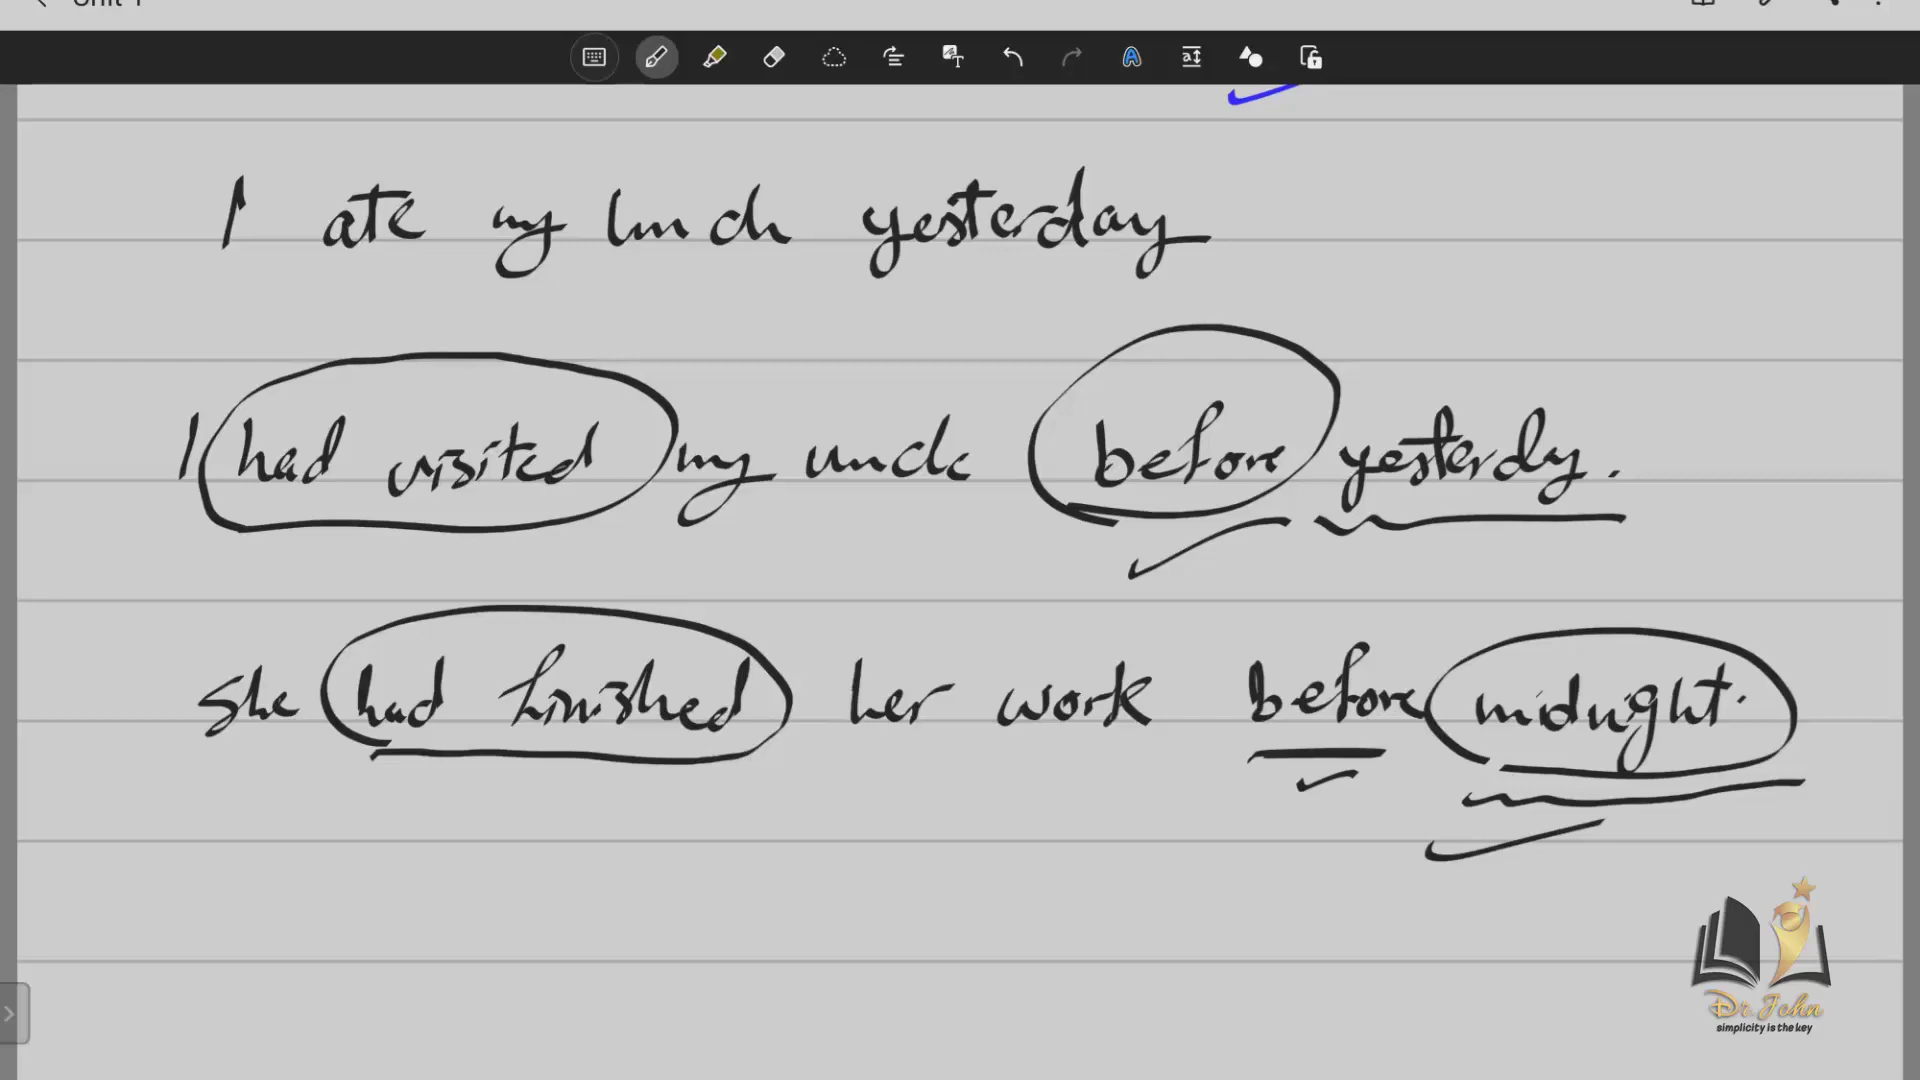 I ate my lunch yesterday
I had visited my uncle before yesterdy.
she had finished her work before midnight.
Dr. John
simplicity is the key